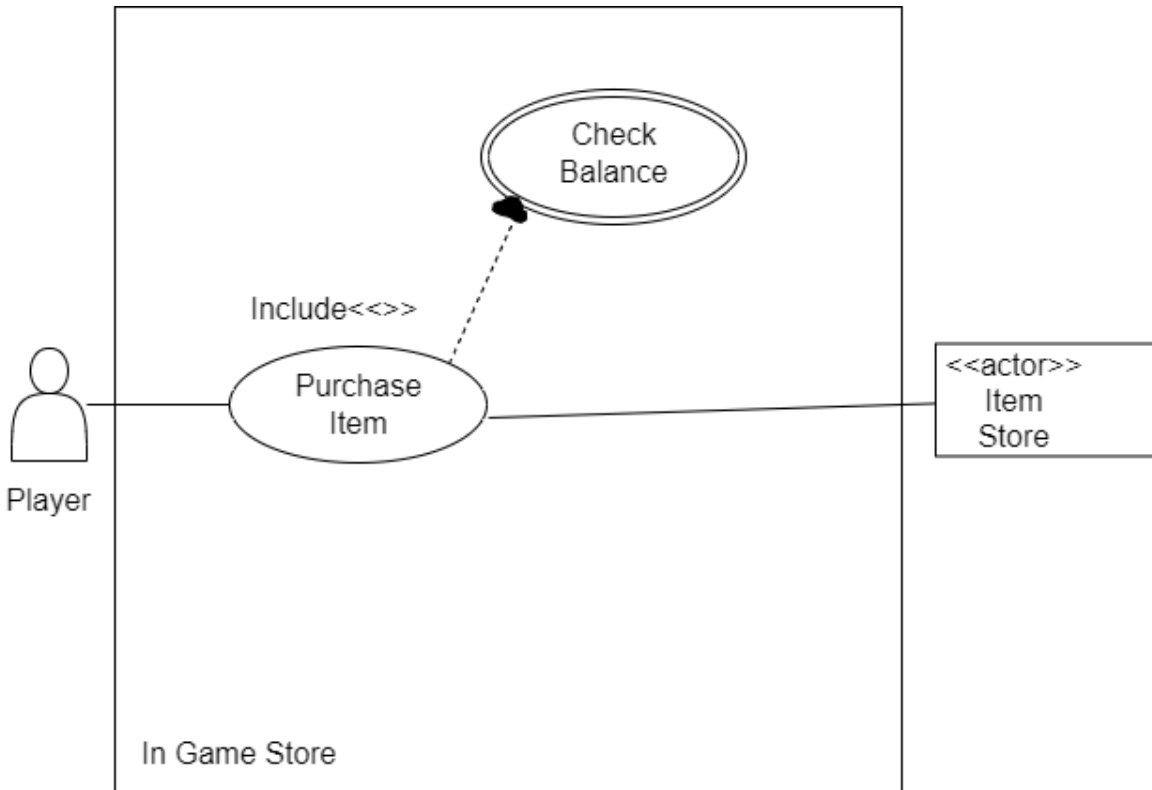 Check
Balance
Include<<>>
Purchase
Item
<<actor>>
Item
Store
Player
In Game Store